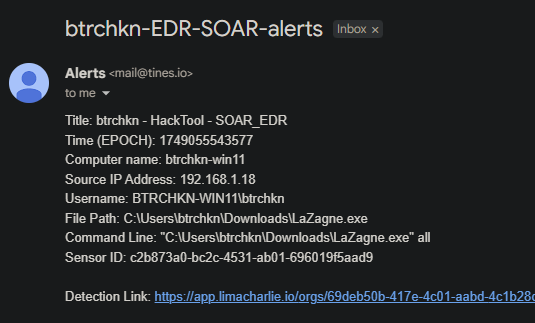 btrchkn-EDR-SOAR-alerts Inbox ×
Alerts <mail@tines.io>
to me
Title: btrchkn - HackTool - SOAR_EDR
Time (EPOCH): 1749055543577
Computer name: btrchkn-win11
Source IP Address: 192.168.1.18
Username: BTRCHKN-WIN11\btrchkn
File Path: C:\Users\btrchkn\Downloads\LaZagne.exe
Command Line: "C:\Users\btrchkn\Downloads\LaZagne.exe" all
Sensor ID: c2b873a0-bc2c-4531-ab01-696019f5aad9
Detection Link: https://app.limacharlie.io/orgs/69deb50b-417e-4c01-aabd-4c1b28